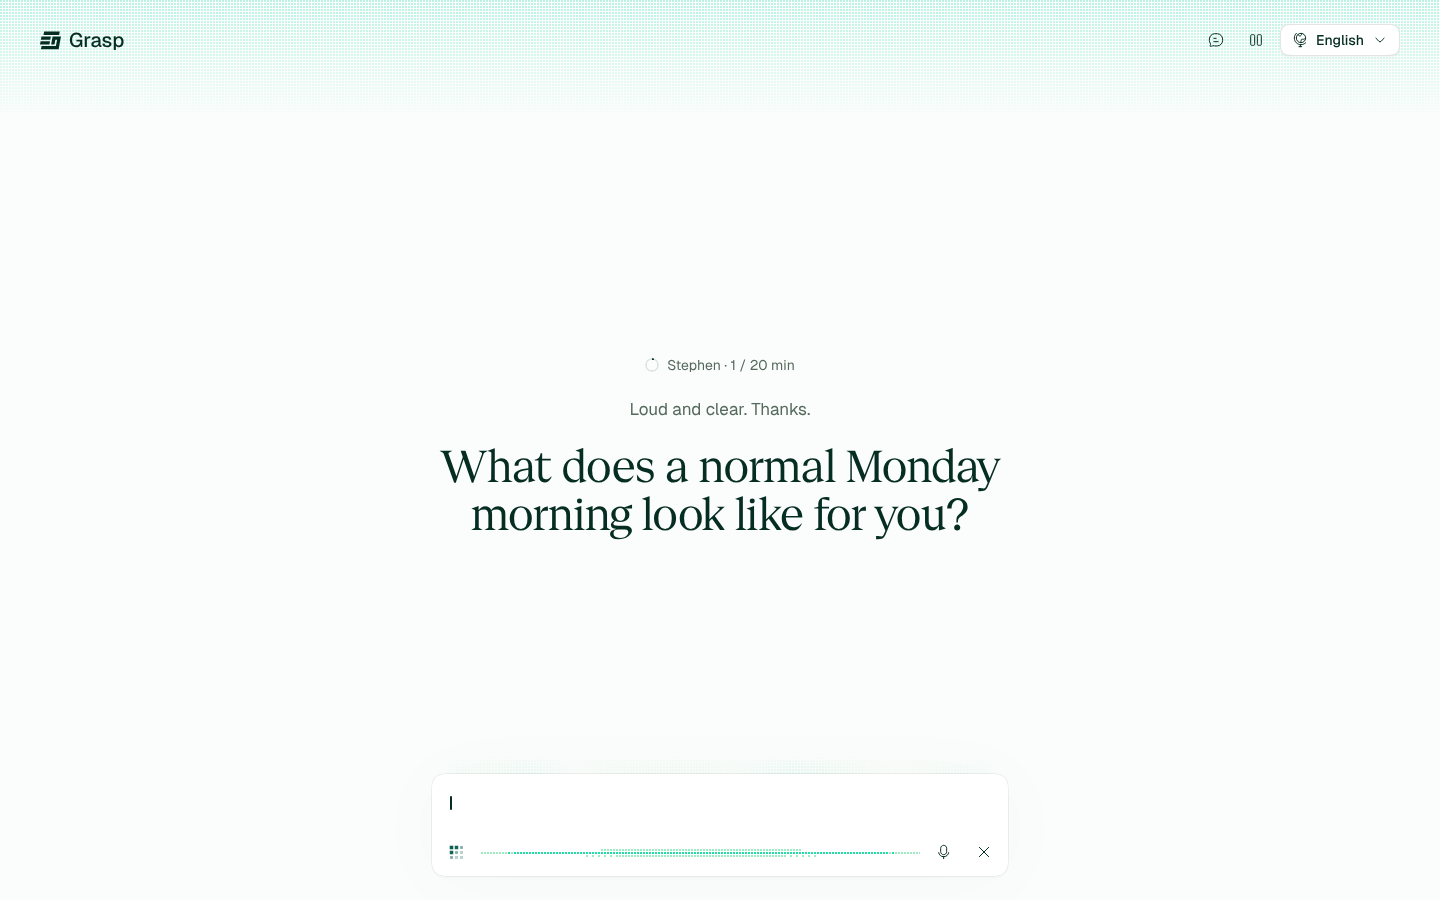 Grasp
English
Stephen · 1 / 20 min
Loud and clear. Thanks.
What does a normal Monday
morning look like for you?